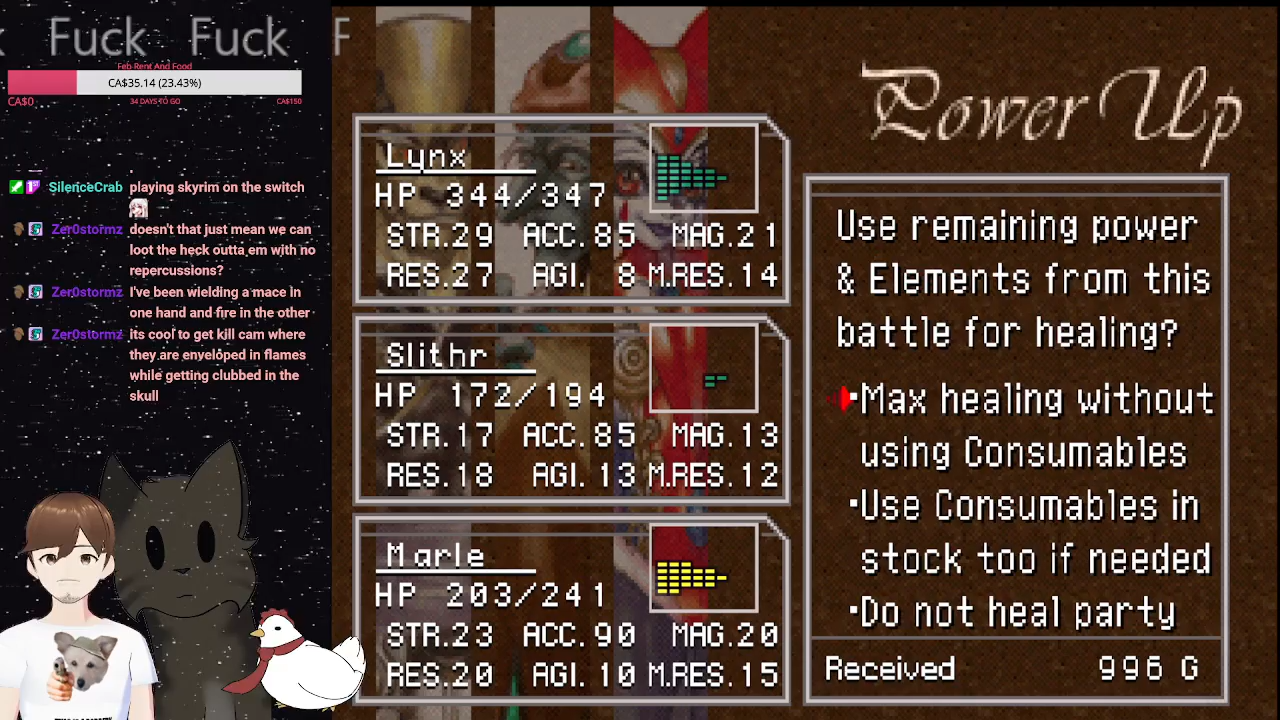 Fuck Fuck F
Feb Rent And Food
CA$35.14 (23.43%)
CA$0 34 DAYS TO GO CA$150
SilenceCrab playing skyrim on the switch
Zer0stormz doesn't that just mean we can
loot the heck outta em with no
repercussions?
Zer0stormz I've been wielding a mace in
one hand and fire in the other
Zer0stormz its cool to get kill cam where
they are enveloped in flames
while getting clubbed in the
skull
Power Up
Lynx
HP 344/347
STR.29 ACC.85 MAG.21
RES.27 AGI. 8 M.RES.14
Slithr
HP 172/194
STR.17 ACC.85 MAG.13
RES.18 AGI.13 M.RES.12
Marle
HP 203/241
STR.23 ACC.90 MAG.20
RES.20 AGI.10 M.RES.15
Use remaining power
& Elements from this
battle for healing?
•Max healing without
using Consumables
•Use Consumables in
stock too if needed
•Do not heal party
Received 996 G